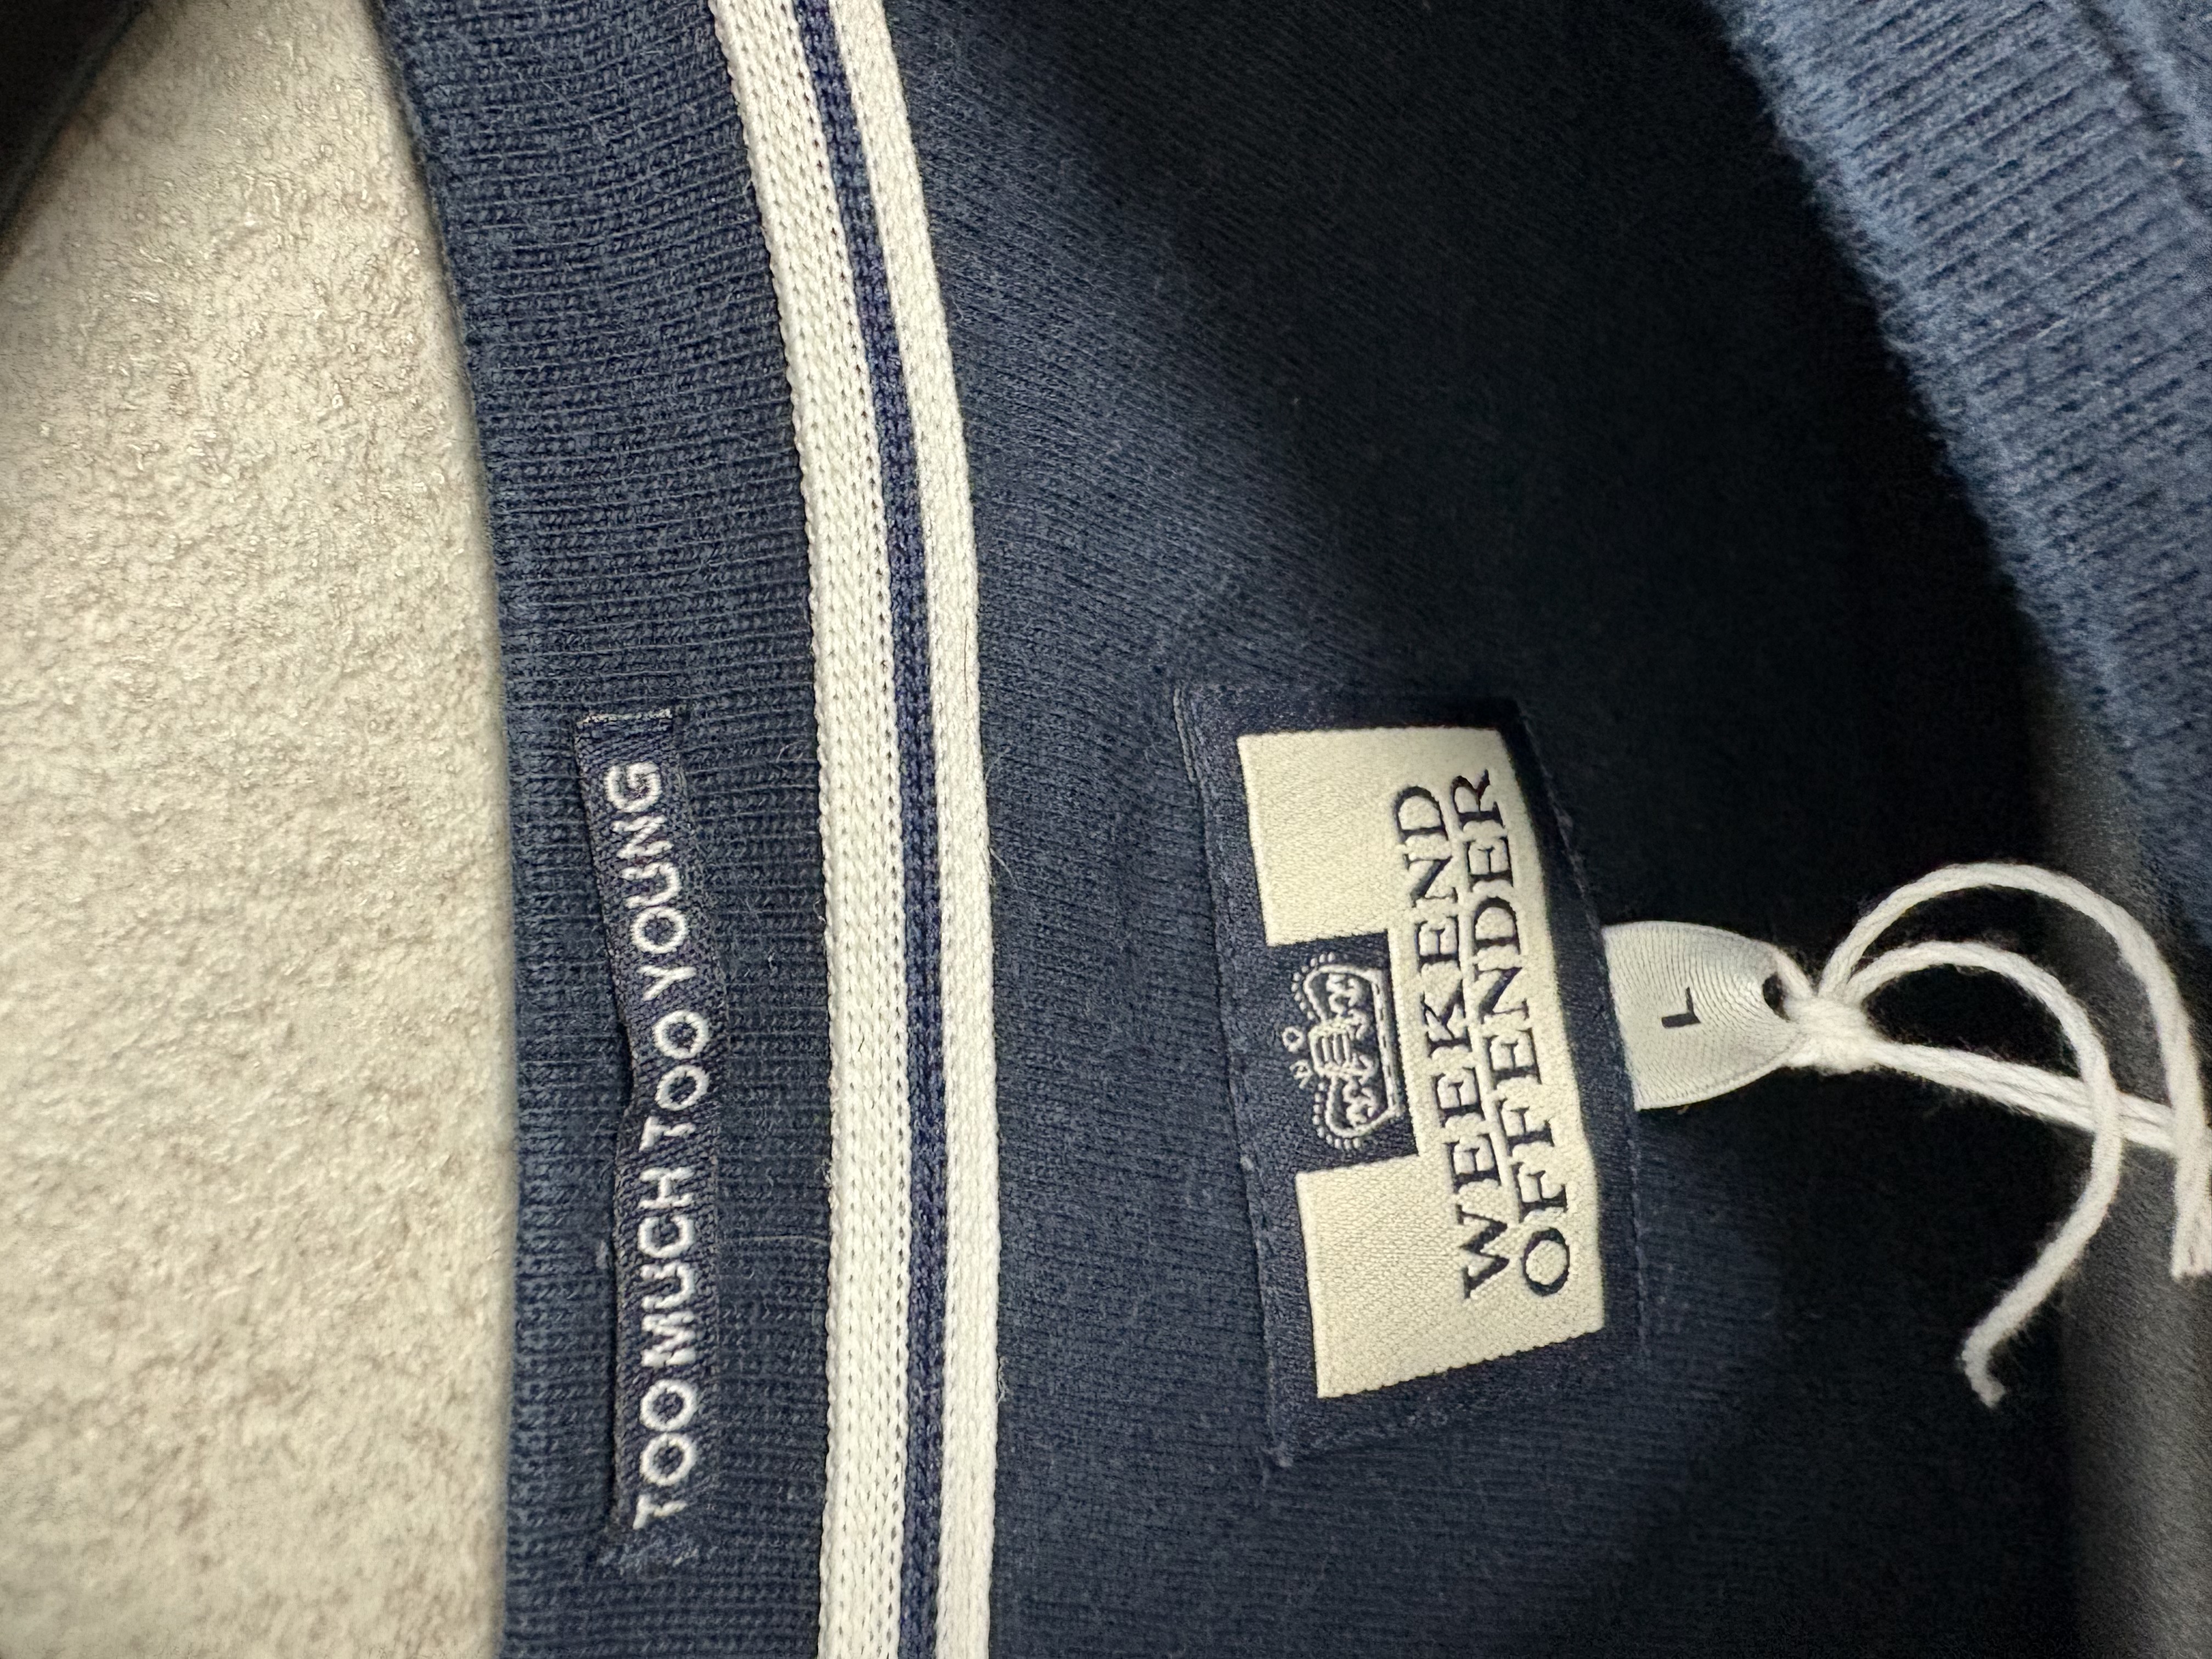 TOO MUCH TOO YOUNG
WEEKEND
OFFENDER
L